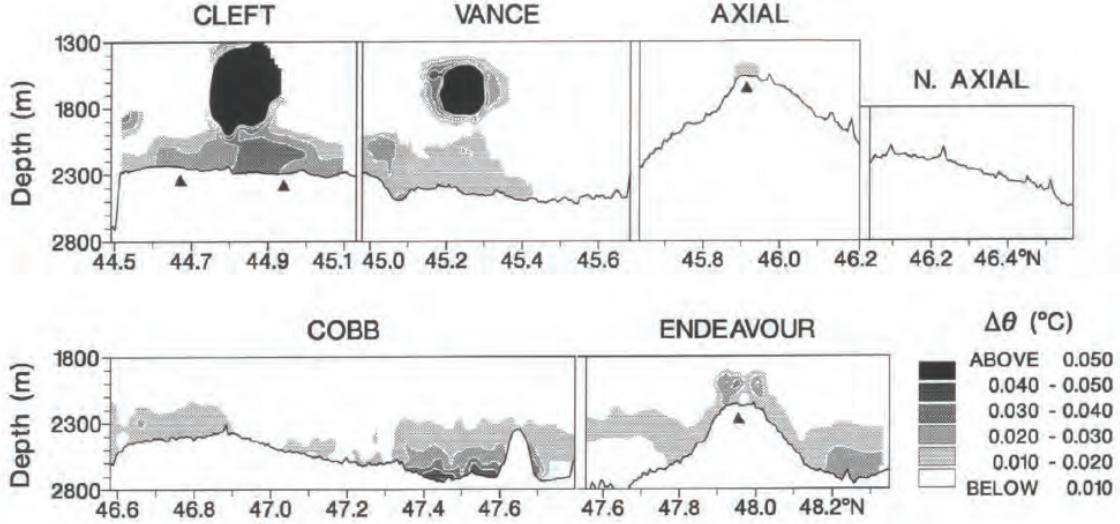 CLEFT VANCE AXIAL
N. AXIAL
Depth (m)
1300
1800
2300
2800
44.5 44.7 44.9 45.1 45.0 45.2 45.4 45.6 45.8 46.0 46.2 46.2 46.4°N
COBB ENDEAVOUR
Depth (m)
1800
2300
2800
46.6 46.8 47.0 47.2 47.4 47.6 47.8 47.6 47.8 48.0 48.2°N
Δθ (°C)
ABOVE 0.050
0.040 - 0.050
0.030 - 0.040
0.020 - 0.030
0.010 - 0.020
BELOW 0.010